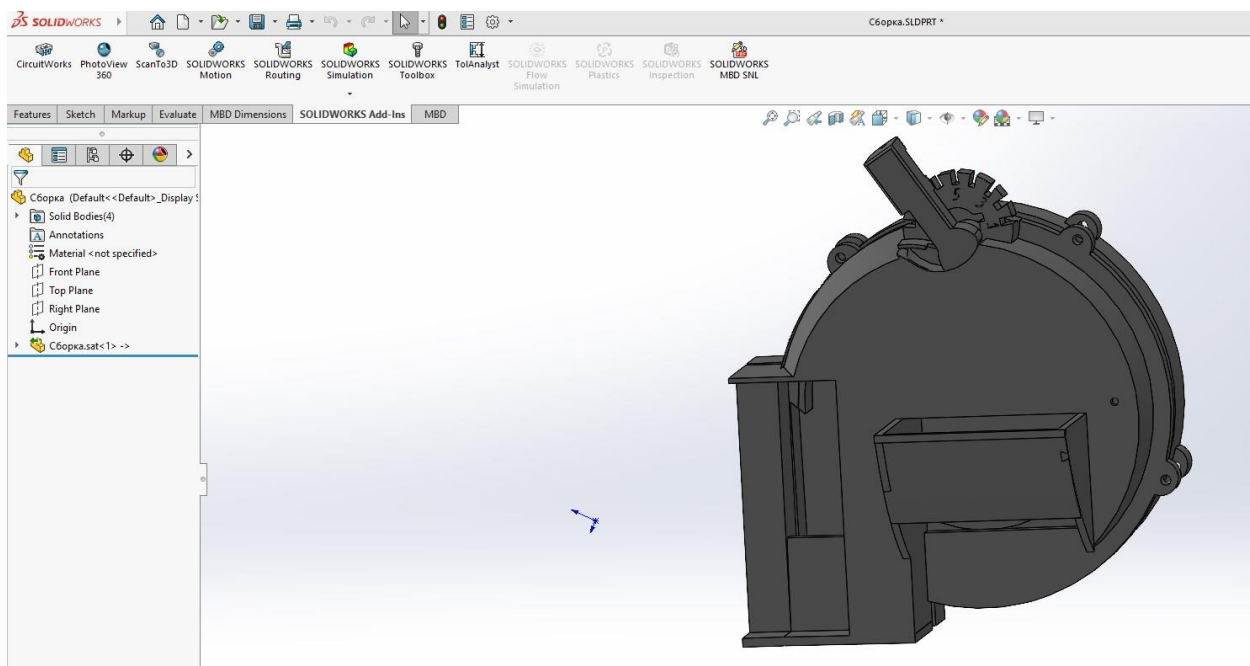 SOLIDWORKS
Сборка.SLDPRT *
CircuitWorks
PhotoView 360
ScanTo3D
SOLIDWORKS Motion
SOLIDWORKS Routing
SOLIDWORKS Simulation
SOLIDWORKS Toolbox
TolAnalyst
SOLIDWORKS Flow Simulation
SOLIDWORKS Plastics
SOLIDWORKS Inspection
SOLIDWORKS MBD SNL
Features Sketch Markup Evaluate MBD Dimensions SOLIDWORKS Add-Ins MBD
Сборка (Default<<Default>_Display
Solid Bodies(4)
Annotations
Material <not specified>
Front Plane
Top Plane
Right Plane
Origin
Сборка.sat<1> ->
5